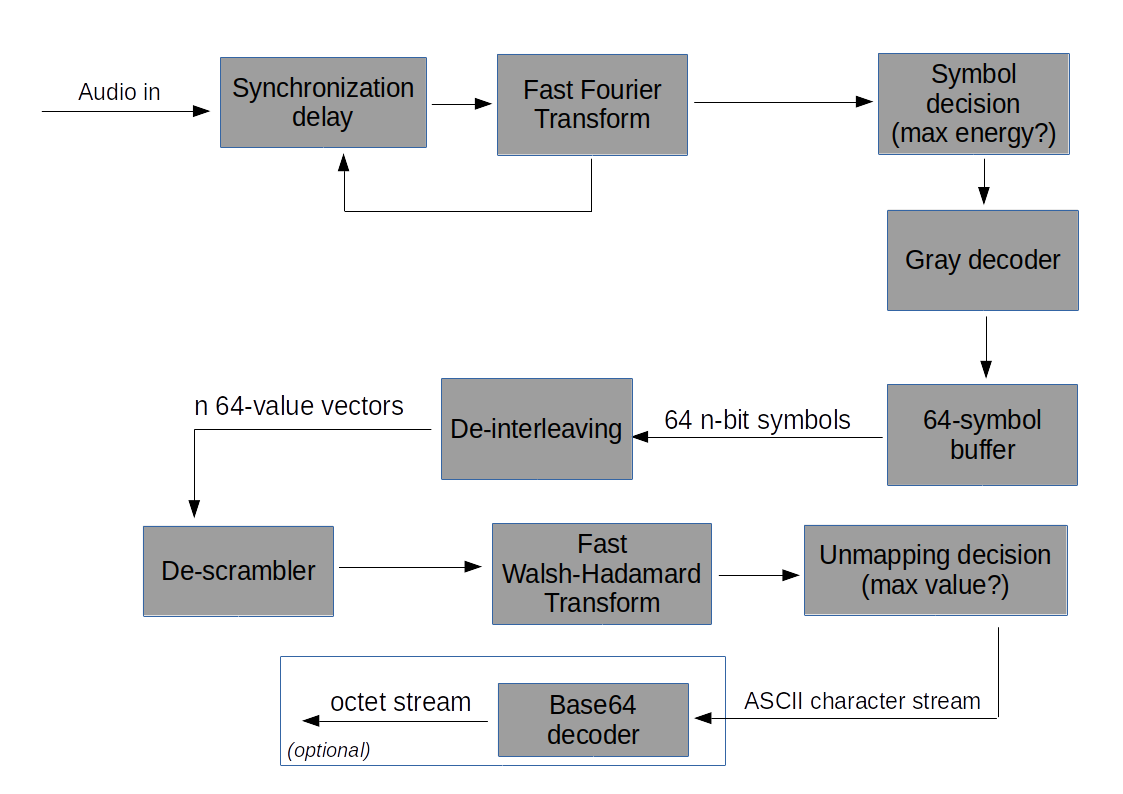 Audio in
Synchronization
delay
Fast Fourier
Transform
Symbol
decision
(max energy?)
Gray decoder
64-symbol
buffer
64 n-bit symbols
De-interleaving
n 64-value vectors
De-scrambler
Fast
Walsh-Hadamard
Transform
Unmapping decision
(max value?)
ASCII character stream
Base64
decoder
octet stream
(optional)